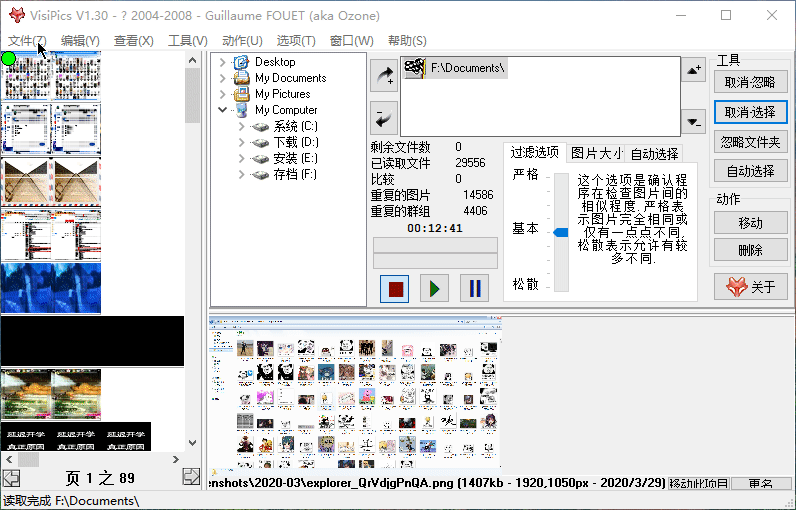 VisiPics V1.30 - ? 2004-2008 - Guillaume FOUET (aka Ozone)
文件(Z) 编辑(Y) 查看(X) 工具(V) 动作(U) 选项(T) 窗口(W) 帮助(S)
Desktop
My Documents
My Pictures
My Computer
系统 (C:)
下载 (D:)
安装 (E:)
存档 (F:)
F:\Documents\
剩余文件数 0
已读取文件 29556
比较 0
重复的图片 14586
重复的群组 4406
00:12:41
过滤选项 图片大小 自动选择
严格
基本
松散
这个选项是确认程
序在检查图片间的
相似程度.严格表
示图片完全相同或
仅有一点点不同,
松散表示允许有较
多不同.
工具
取消忽略
取消选择
忽略文件夹
自动选择
动作
移动
删除
关于
延迟开学 延迟开学 延迟开学
真正原因 真正原因 真正原因
页 1 之 89
enshots\2020-03\explorer_QrVdjgPnQA.png (1407kb - 1920,1050px - 2020/3/29)
移动此项目
更名
读取完成 F:\Documents\